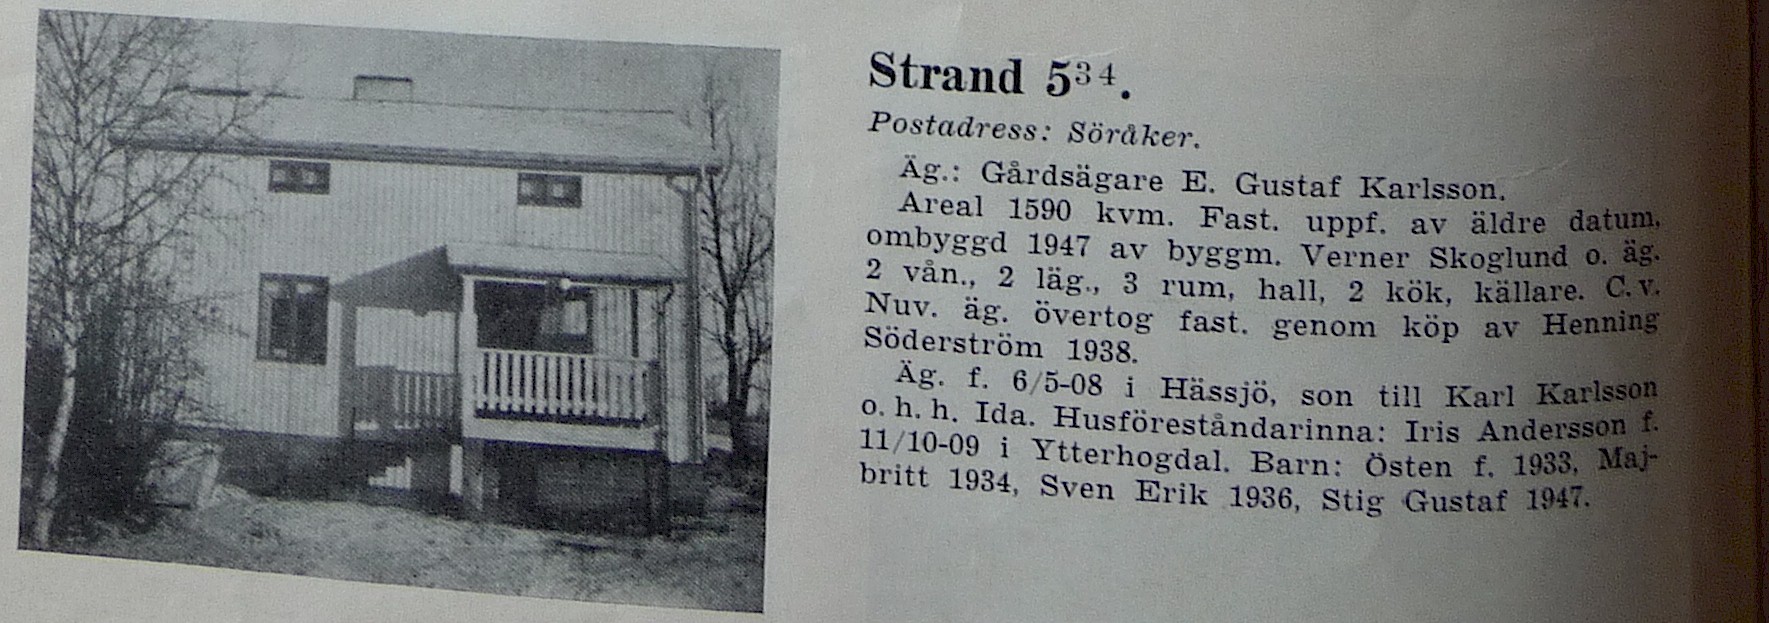 Strand 5³⁴.
Postadress: Söråker.
Äg.: Gårdsägare E. Gustaf Karlsson.
Areal 1590 kvm. Fast. uppf. av äldre datum,
ombyggd 1947 av byggm. Verner Skoglund o. äg.
2 vån., 2 läg., 3 rum, hall, 2 kök, källare. C. v.
Nuv. äg. övertog fast. genom köp av Henning
Söderström 1938.
Äg. f. 6/5-08 i Hässjö, son till Karl Karlsson
o. h. h. Ida. Husföreståndarinna: Iris Andersson f.
11/10-09 i Ytterhogdal. Barn: Östen f. 1933, Maj-
britt 1934, Sven Erik 1936, Stig Gustaf 1947.